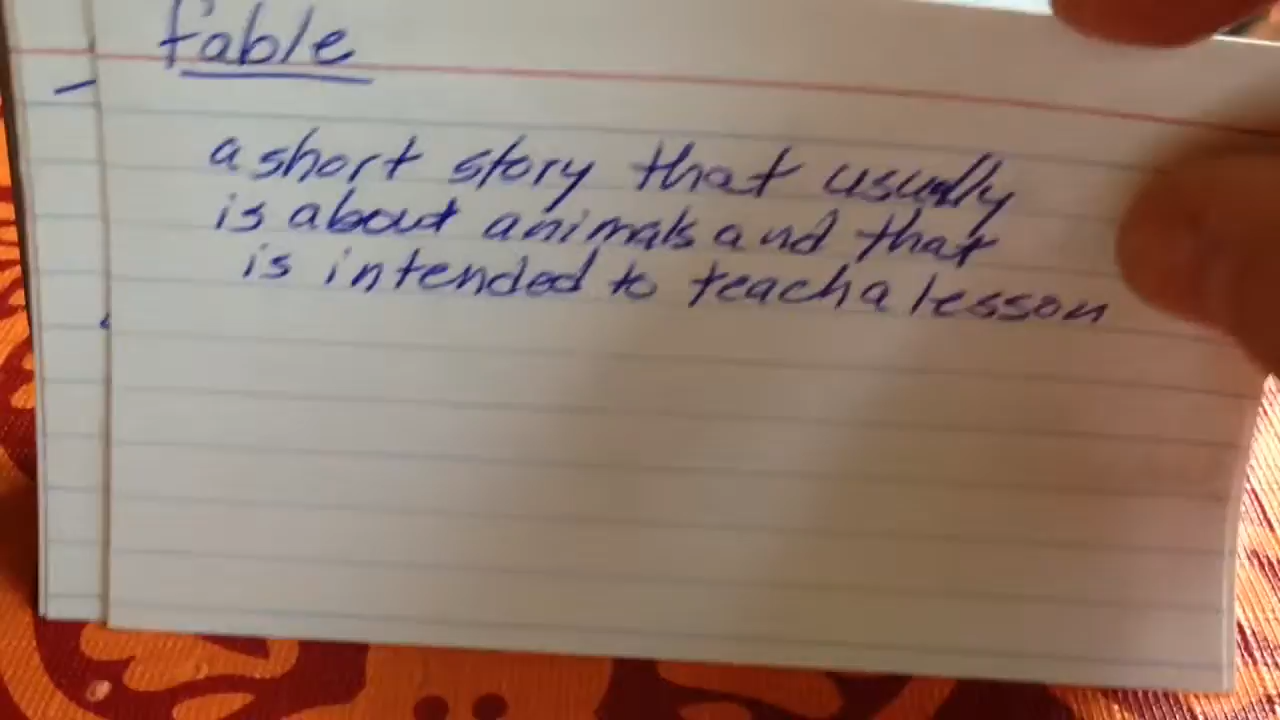 fable
a short story that usually
is about animals and that
is intended to teach a lesson